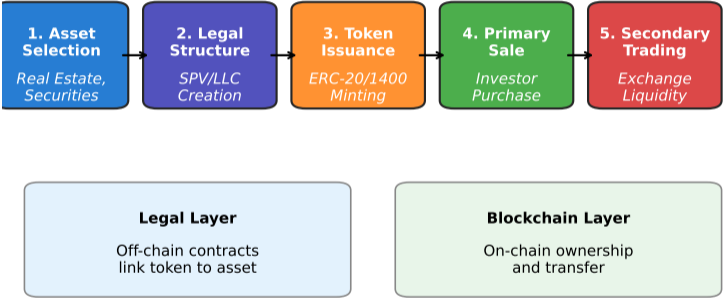 1. Asset
Selection
Real Estate,
Securities
2. Legal
Structure
SPV/LLC
Creation
3. Token
Issuance
ERC-20/1400
Minting
4. Primary
Sale
Investor
Purchase
5. Secondary
Trading
Exchange
Liquidity
Legal Layer
Off-chain contracts
link token to asset
Blockchain Layer
On-chain ownership
and transfer